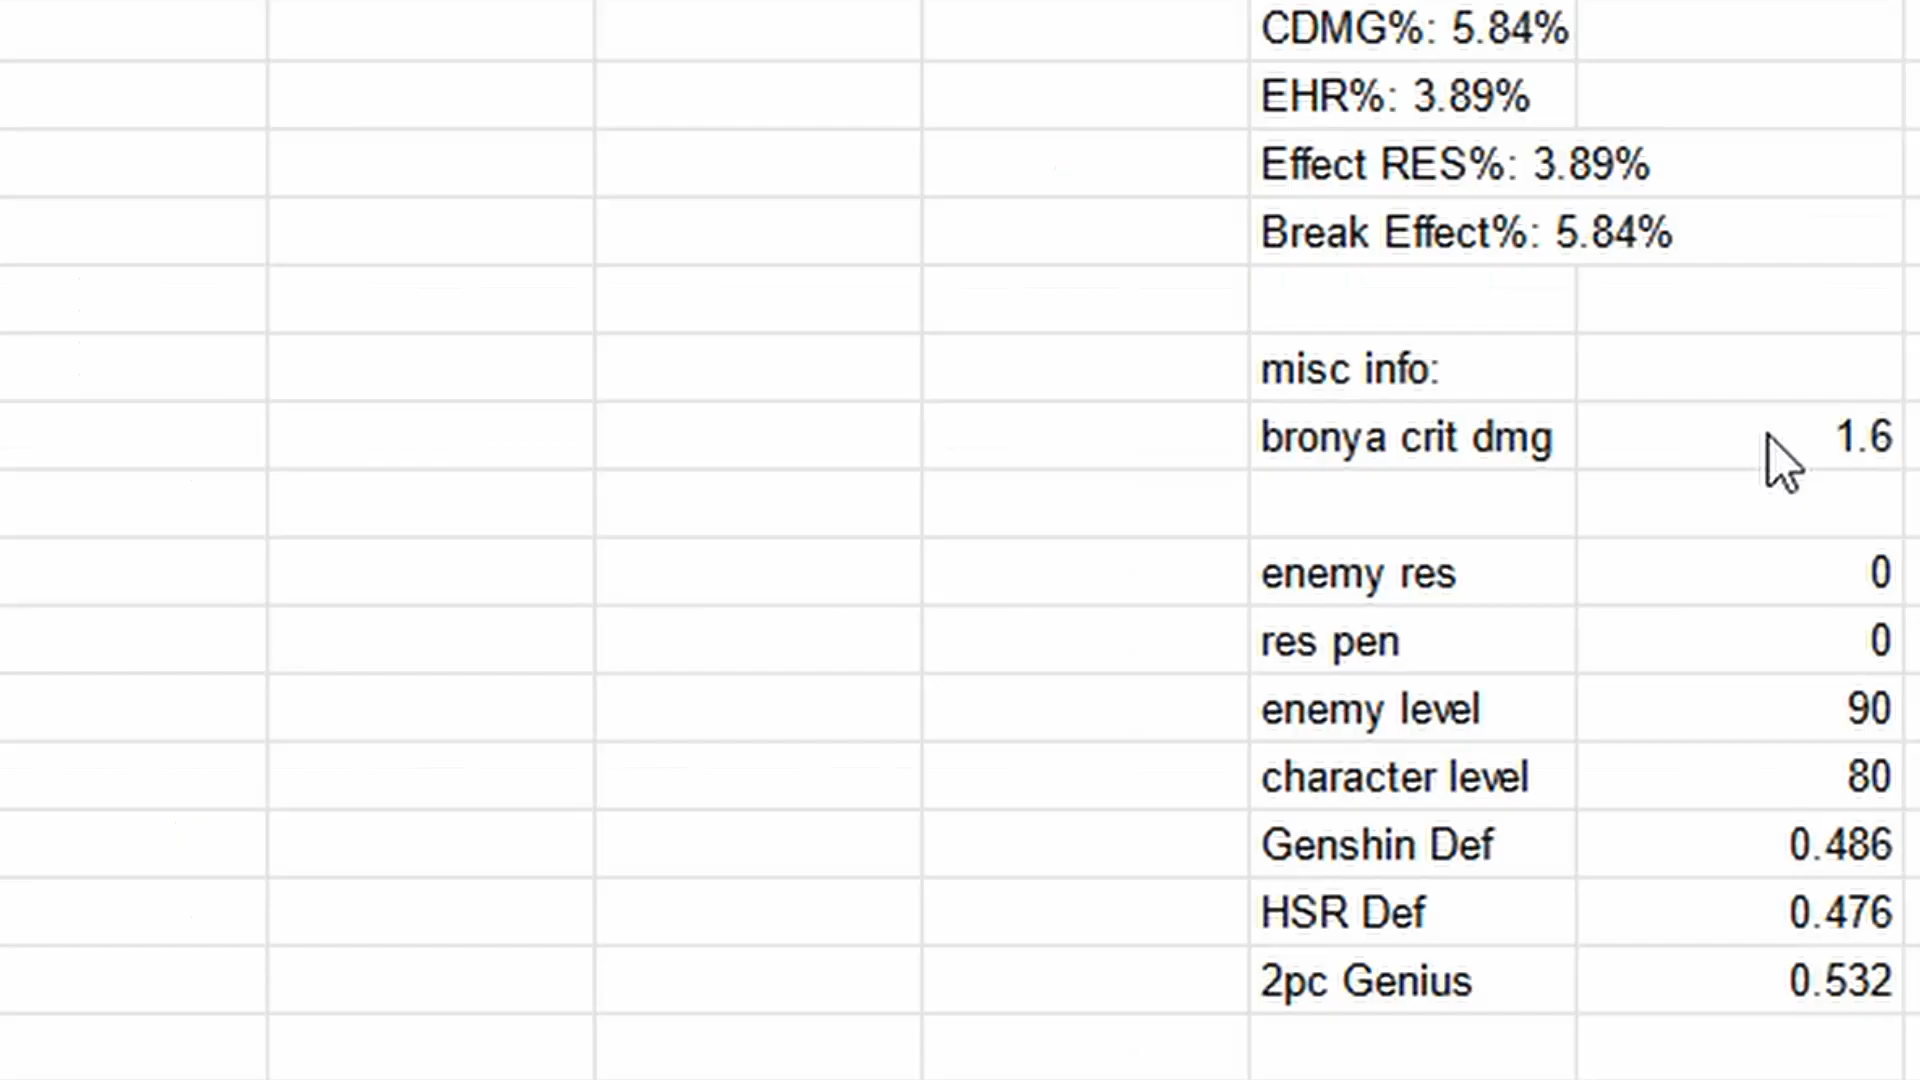 CDMG%: 5.84%
EHR%: 3.89%
Effect RES%: 3.89%
Break Effect%: 5.84%
misc info:
bronya crit dmg 1.6
enemy res 0
res pen 0
enemy level 90
character level 80
Genshin Def 0.486
HSR Def 0.476
2pc Genius 0.532